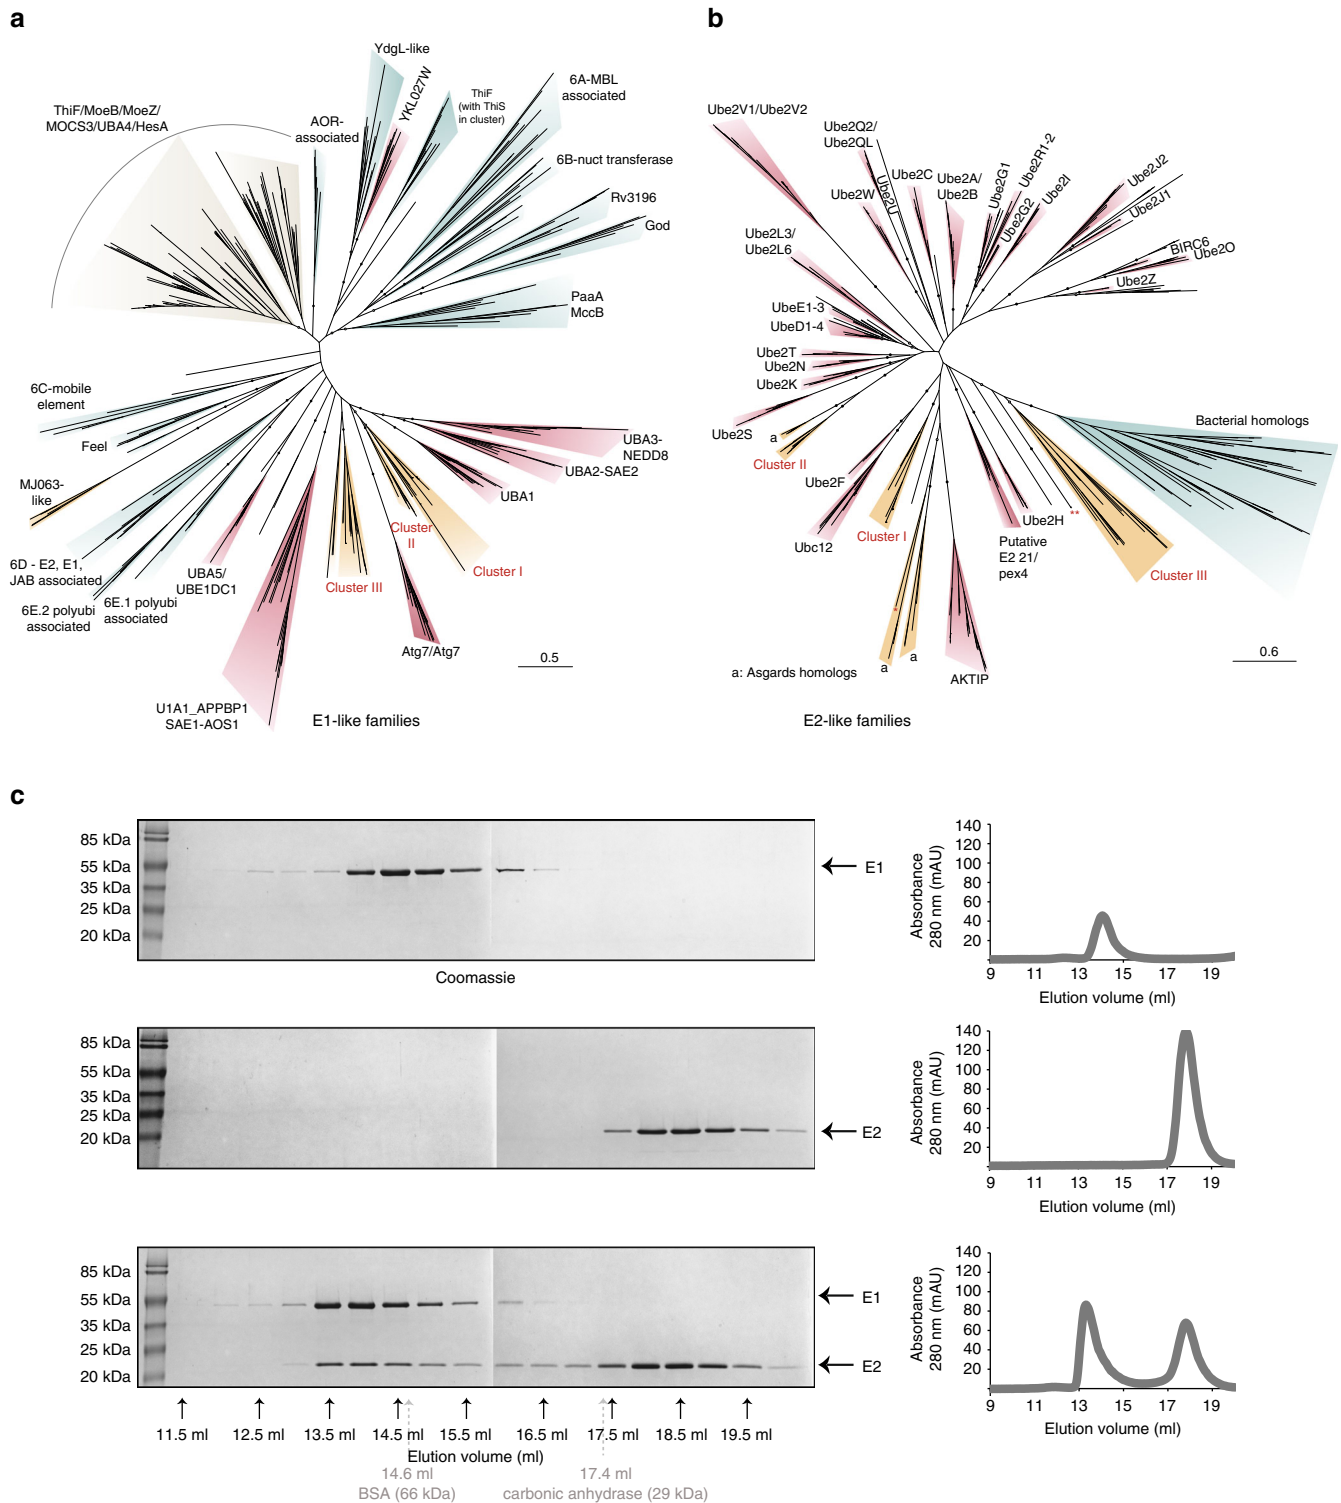 a
YdgL-like
YKL027W
ThiF
(with ThiS
in cluster)
6A-MBL
associated
ThiF/MoeB/MoeZ/
MOCS3/UBA4/HesA
AOR-
associated
6B-nuct transferase
Rv3196
God
PaaA
MccB
6C-mobile
element
Feel
MJ063-
like
6D - E2, E1,
JAB associated
6E.2 polyubi
associated
6E.1 polyubi
associated
UBA5/
UBE1DC1
U1A1_APPBP1
SAE1-AOS1
Cluster III
Cluster
II
Cluster I
Atg7/Atg7
UBA1
UBA2-SAE2
UBA3-
NEDD8
0.5
E1-like families
b
Ube2V1/Ube2V2
Ube2Q2/
Ube2QL
Ube2U
Ube2W
Ube2C
Ube2A/
Ube2B
Ube2G1
Ube2R1-2
Ube2G2
Ube2I
Ube2J2
Ube2J1
BIRC6
Ube2O
Ube2Z
Ube2L3/
Ube2L6
UbeE1-3
UbeD1-4
Ube2T
Ube2N
Ube2K
Ube2S
a
Cluster II
Ube2F
Ubc12
Cluster I
*
a
a
a: Asgards homologs
AKTIP
Putative
E2 21/
pex4
Ube2H
**
Cluster III
Bacterial homologs
0.6
E2-like families
c
85 kDa
55 kDa
35 kDa
25 kDa
20 kDa
E1
Coomassie
Absorbance
280 nm (mAU)
140
120
100
80
60
40
20
9 11 13 15 17 19
Elution volume (ml)
85 kDa
55 kDa
35 kDa
25 kDa
20 kDa
E2
Absorbance
280 nm (mAU)
140
120
100
80
60
40
20
9 11 13 15 17 19
Elution volume (ml)
85 kDa
55 kDa
35 kDa
25 kDa
20 kDa
E1
E2
11.5 ml 12.5 ml 13.5 ml 14.5 ml 15.5 ml 16.5 ml 17.5 ml 18.5 ml 19.5 ml
Elution volume (ml)
14.6 ml
BSA (66 kDa)
17.4 ml
carbonic anhydrase (29 kDa)
Absorbance
280 nm (mAU)
140
120
100
80
60
40
20
9 11 13 15 17 19
Elution volume (ml)